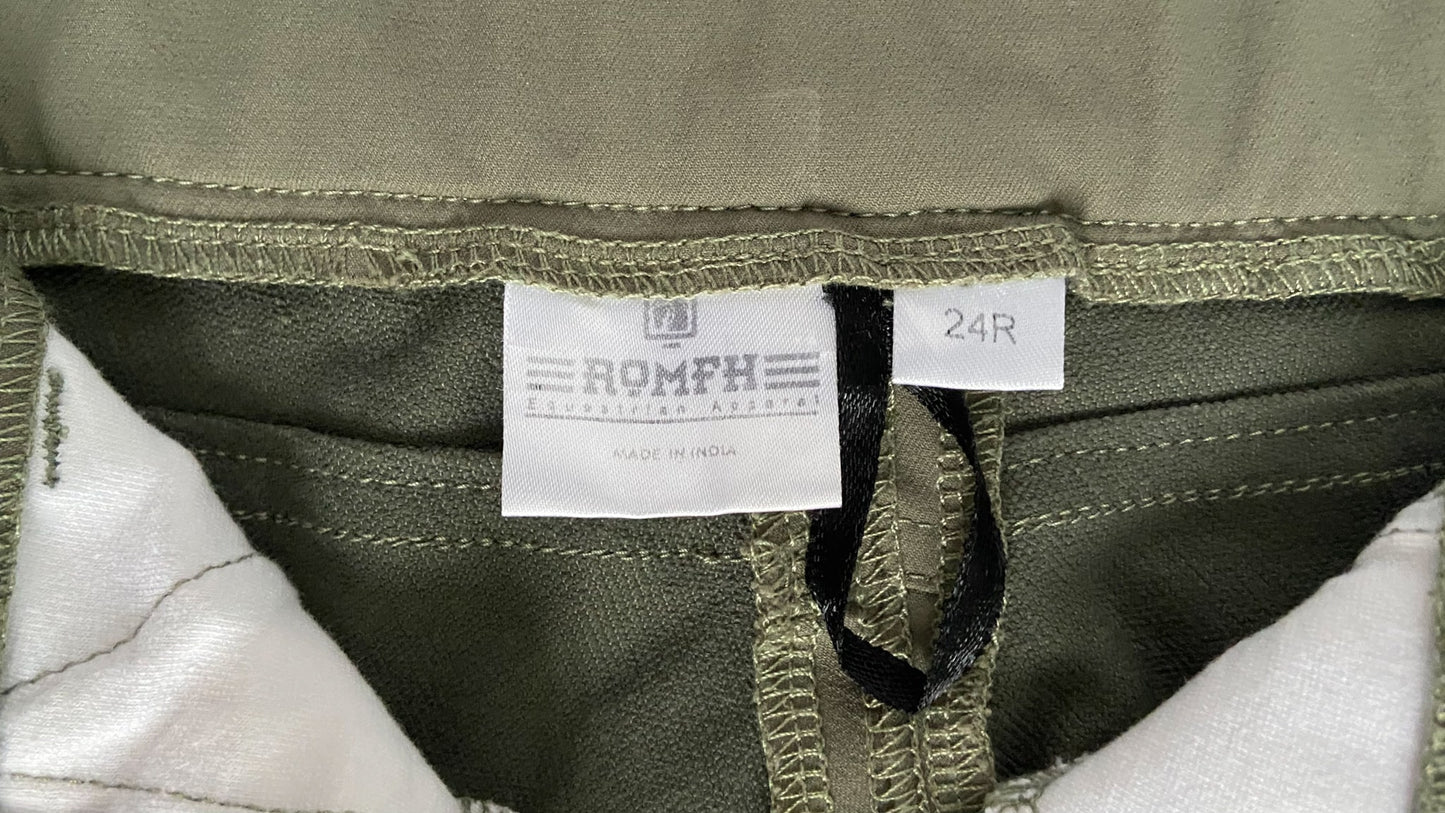 ROMFH
Equestrian Apparel
MADE IN INDIA
24R